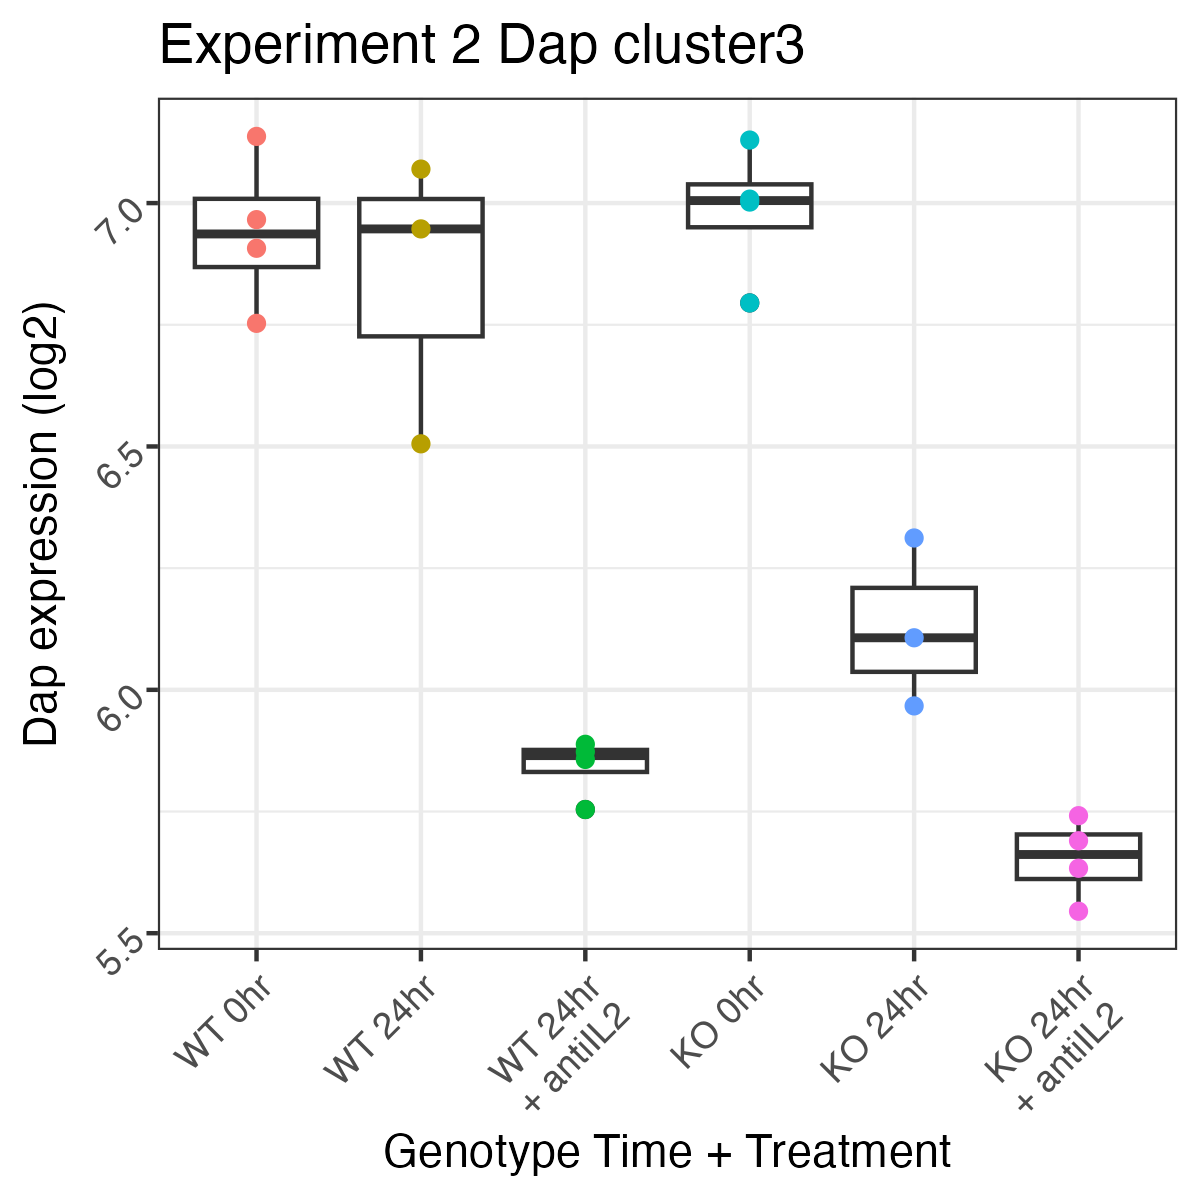 Experiment 2 Dap cluster3
Dap expression (log2)
7.0
6.5
6.0
5.5
WT 0hr
WT 24hr
WT 24hr
+ antiIL2
KO 0hr
KO 24hr
KO 24hr
+ antiIL2
Genotype Time + Treatment